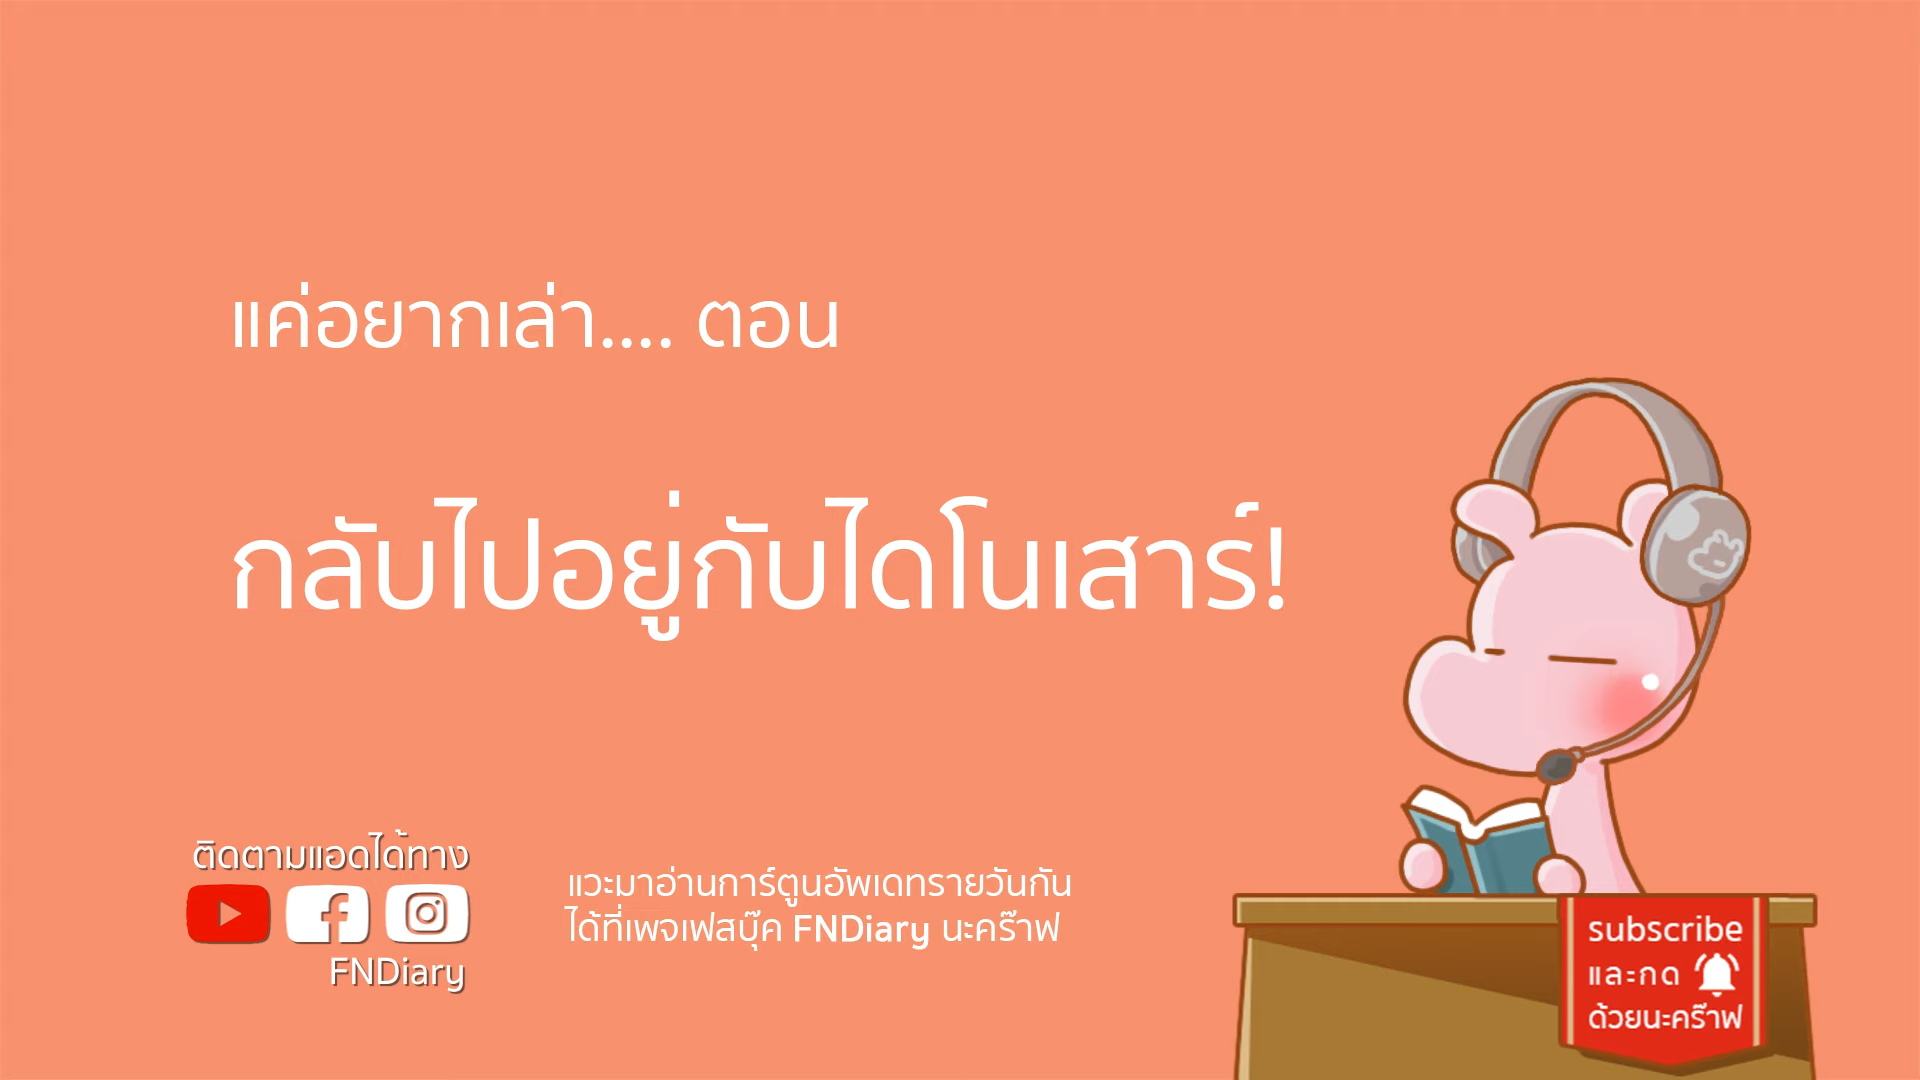 แค่อยากเล่า.... ตอน
กลับไปอยู่กับไดโนเสาร์!
ติดตามแอดได้ทาง
FNDiary
แวะมาอ่านการ์ตูนอัพเดทรายวันกัน
ได้ที่เพจเฟสบุ๊ค FNDiary นะคร๊าฟ
subscribe
และกด
ด้วยนะคร๊าฟ